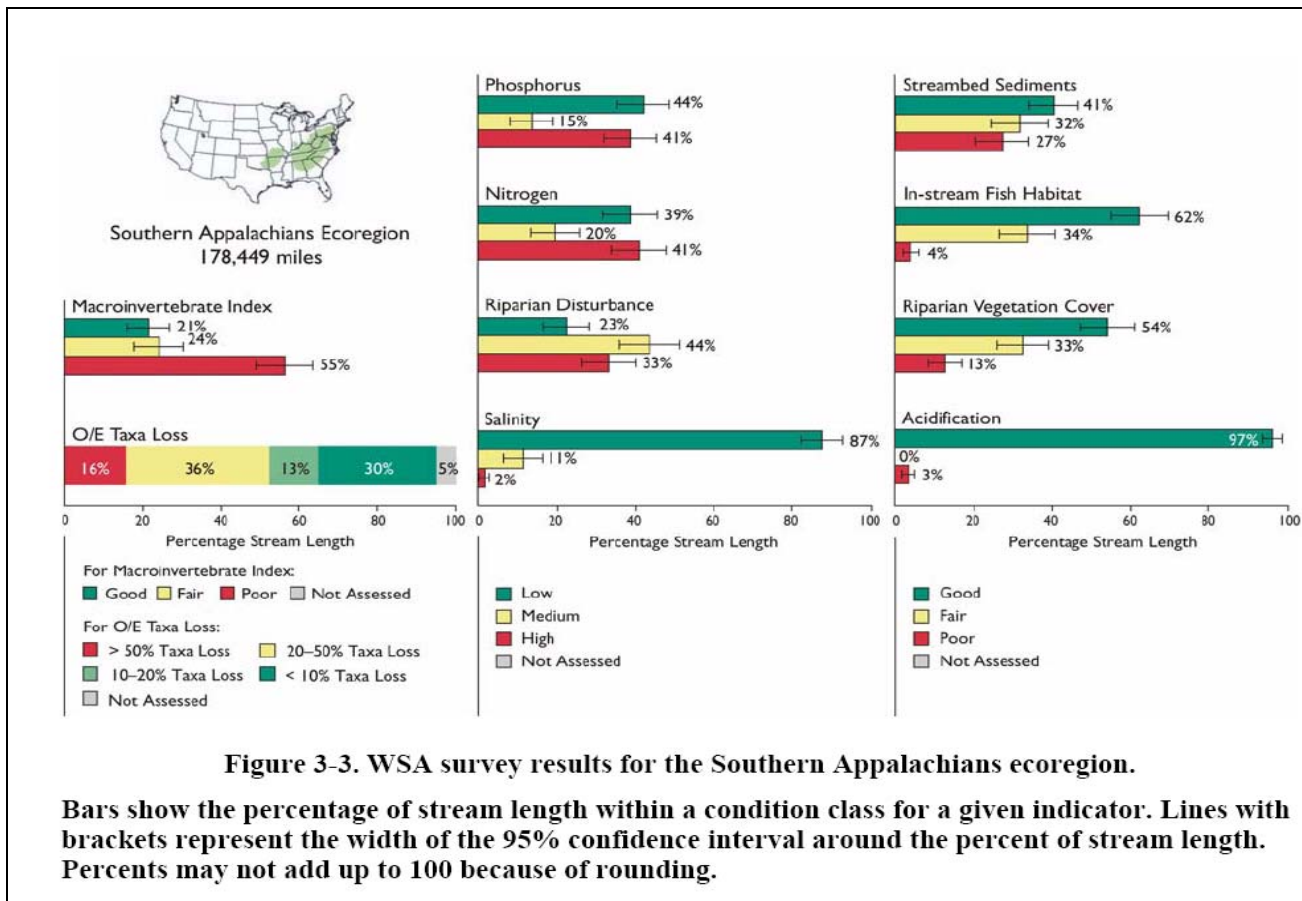 Southern Appalachians Ecoregion
178,449 miles
Macroinvertebrate Index
21%
24%
55%
O/E Taxa Loss
16% 36% 13% 30% 5%
0 20 40 60 80 100
Percentage Stream Length
For Macroinvertebrate Index:
Good Fair Poor Not Assessed
For O/E Taxa Loss:
> 50% Taxa Loss 20–50% Taxa Loss
10–20% Taxa Loss < 10% Taxa Loss
Not Assessed
Phosphorus
44%
15%
41%
Nitrogen
39%
20%
41%
Riparian Disturbance
23%
44%
33%
Salinity
87%
11%
2%
0 20 40 60 80 100
Percentage Stream Length
Low
Medium
High
Not Assessed
Streambed Sediments
41%
32%
27%
In-stream Fish Habitat
62%
34%
4%
Riparian Vegetation Cover
54%
33%
13%
Acidification
97%
0%
3%
0 20 40 60 80 100
Percentage Stream Length
Good
Fair
Poor
Not Assessed
Figure 3-3. WSA survey results for the Southern Appalachians ecoregion.
Bars show the percentage of stream length within a condition class for a given indicator. Lines with
brackets represent the width of the 95% confidence interval around the percent of stream length.
Percents may not add up to 100 because of rounding.